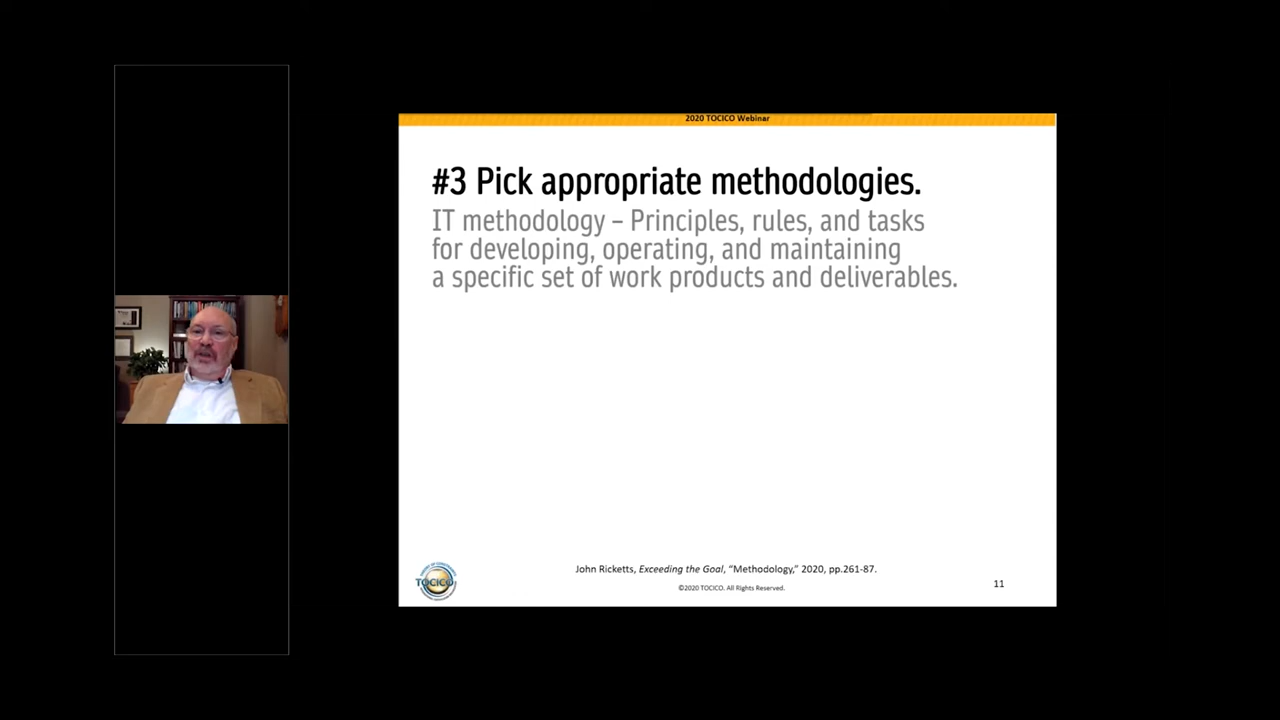 2020 TOCICO Webinar
#3 Pick appropriate methodologies.
IT methodology – Principles, rules, and tasks
for developing, operating, and maintaining
a specific set of work products and deliverables.
TOCICO
John Ricketts, Exceeding the Goal, “Methodology,” 2020, pp.261-87.
©2020 TOCICO. All Rights Reserved.
11